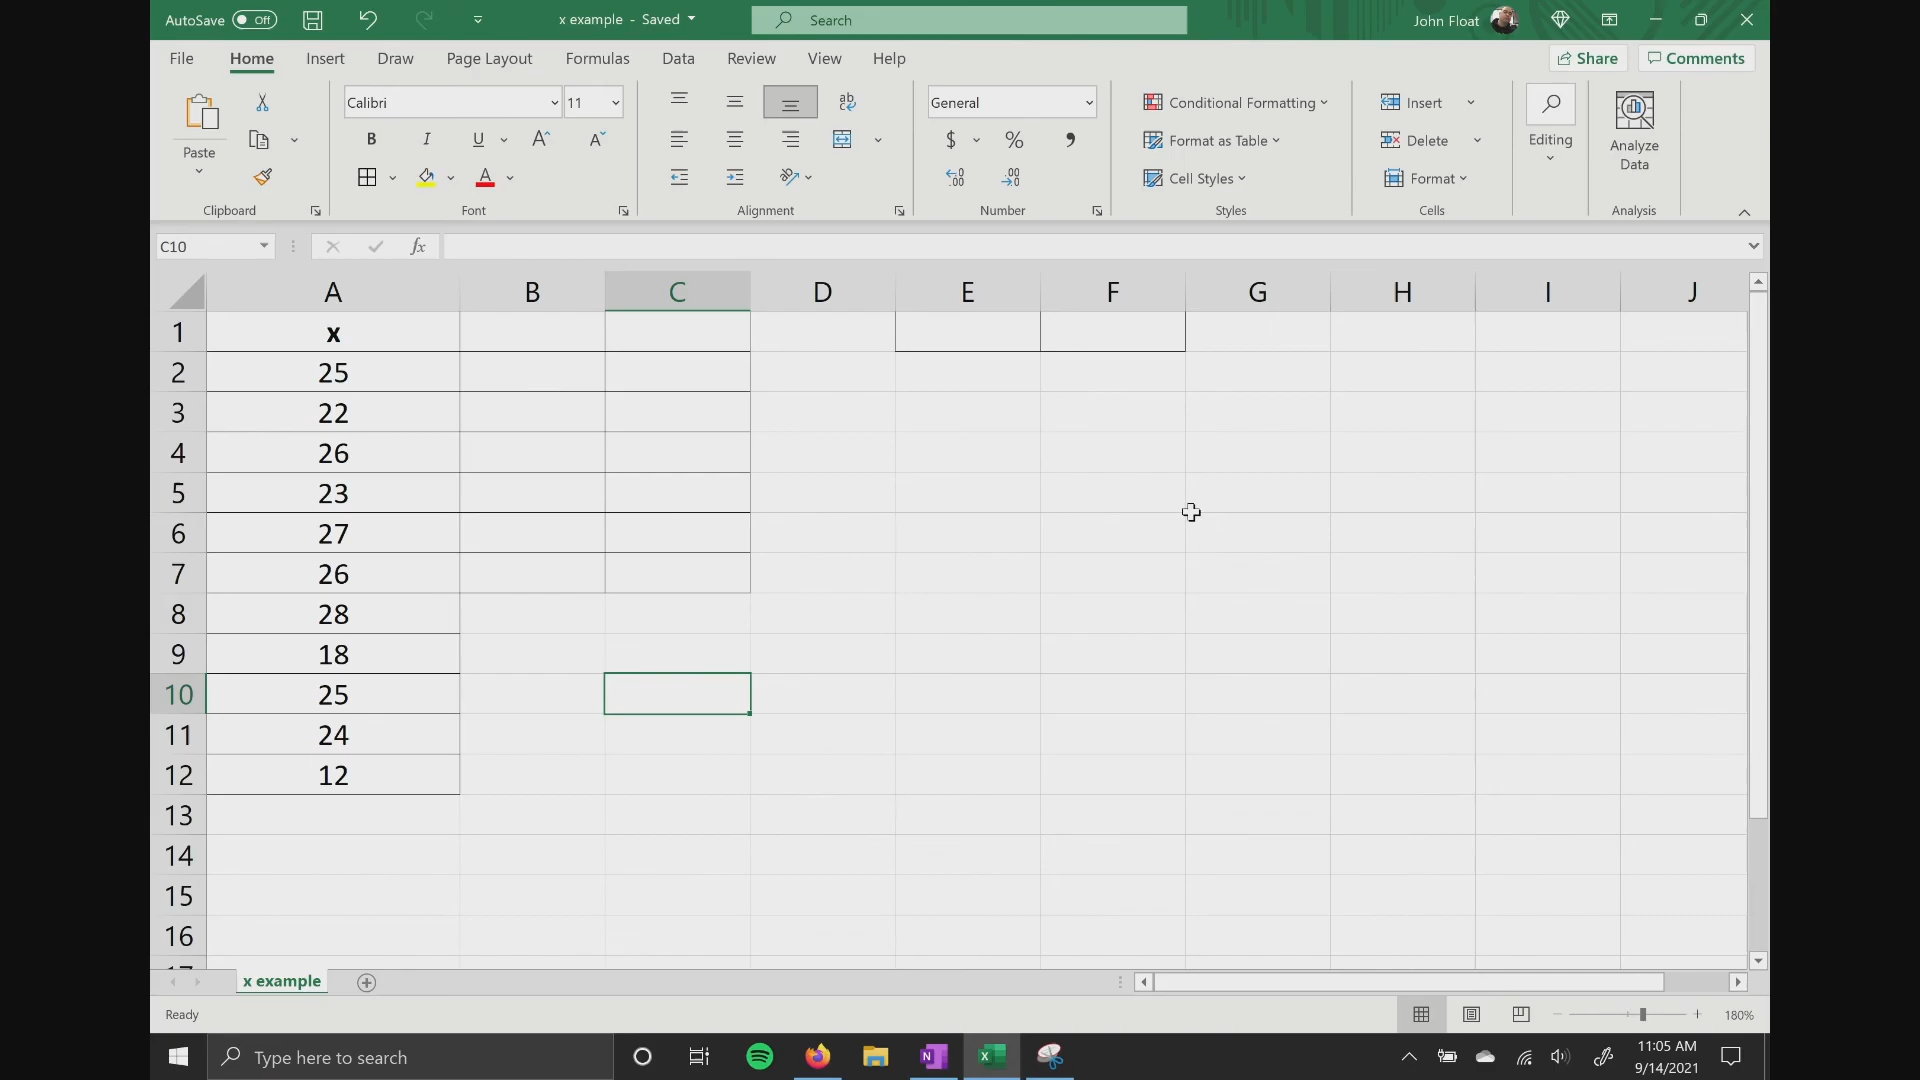 AutoSave Off x example - Saved Search John Float
File Home Insert Draw Page Layout Formulas Data Review View Help Share Comments
Paste
Calibri 11
B I U A A
A
ab
c
General
$ % ,
.00
.00
Conditional Formatting
Format as Table
Cell Styles
Insert
Delete
Format
Editing
Analyze
Data
Clipboard Font Alignment Number Styles Cells Analysis
C10 fx
A B C D E F G H I J
1 x
2 25
3 22
4 26
5 23
6 27
7 26
8 28
9 18
10 25
11 24
12 12
13
14
15
16
17
x example
Ready 180%
Type here to search
11:05 AM
9/14/2021